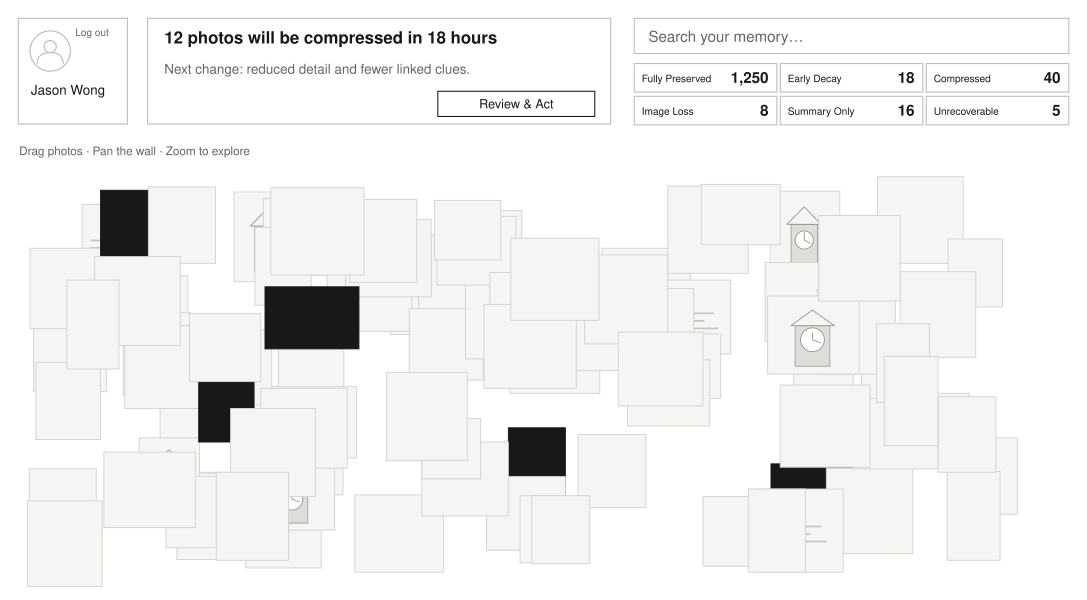 Log out
Jason Wong
12 photos will be compressed in 18 hours
Next change: reduced detail and fewer linked clues.
Review & Act
Search your memory…
Fully Preserved 1,250
Early Decay 18
Compressed 40
Image Loss 8
Summary Only 16
Unrecoverable 5
Drag photos · Pan the wall · Zoom to explore